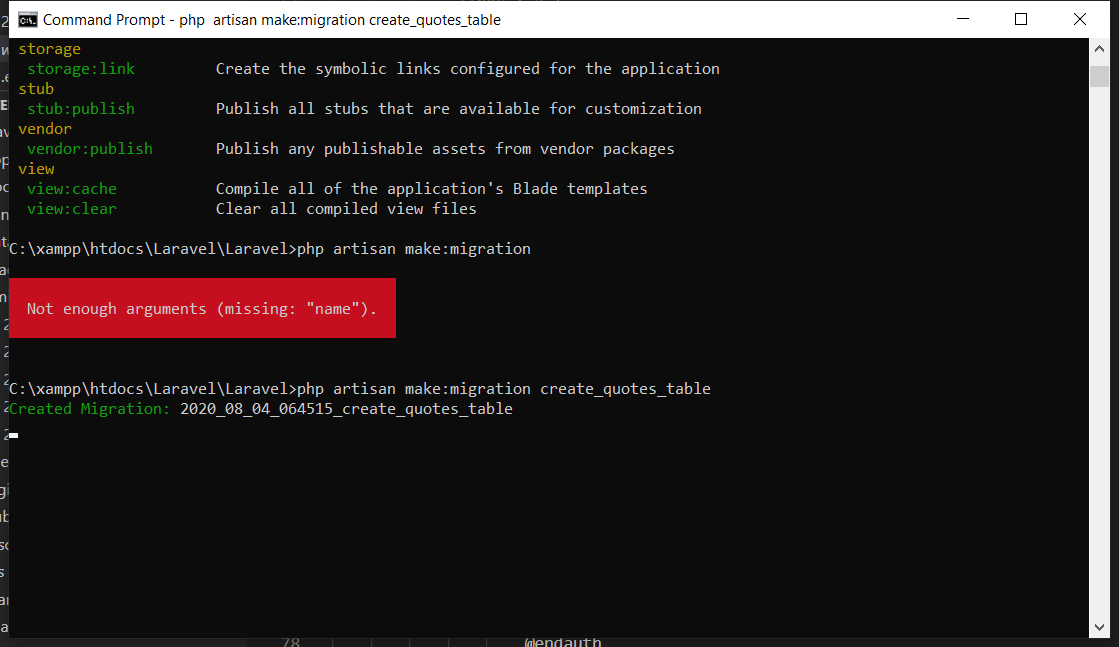 Command Prompt - php  artisan make:migration create_quotes_table
storage
storage:link Create the symbolic links configured for the application
stub
stub:publish Publish all stubs that are available for customization
vendor
vendor:publish Publish any publishable assets from vendor packages
view
view:cache Compile all of the application's Blade templates
view:clear Clear all compiled view files
C:\xampp\htdocs\Laravel\Laravel>php artisan make:migration
Not enough arguments (missing: "name").
C:\xampp\htdocs\Laravel\Laravel>php artisan make:migration create_quotes_table
Created Migration: 2020_08_04_064515_create_quotes_table
78 @endauth